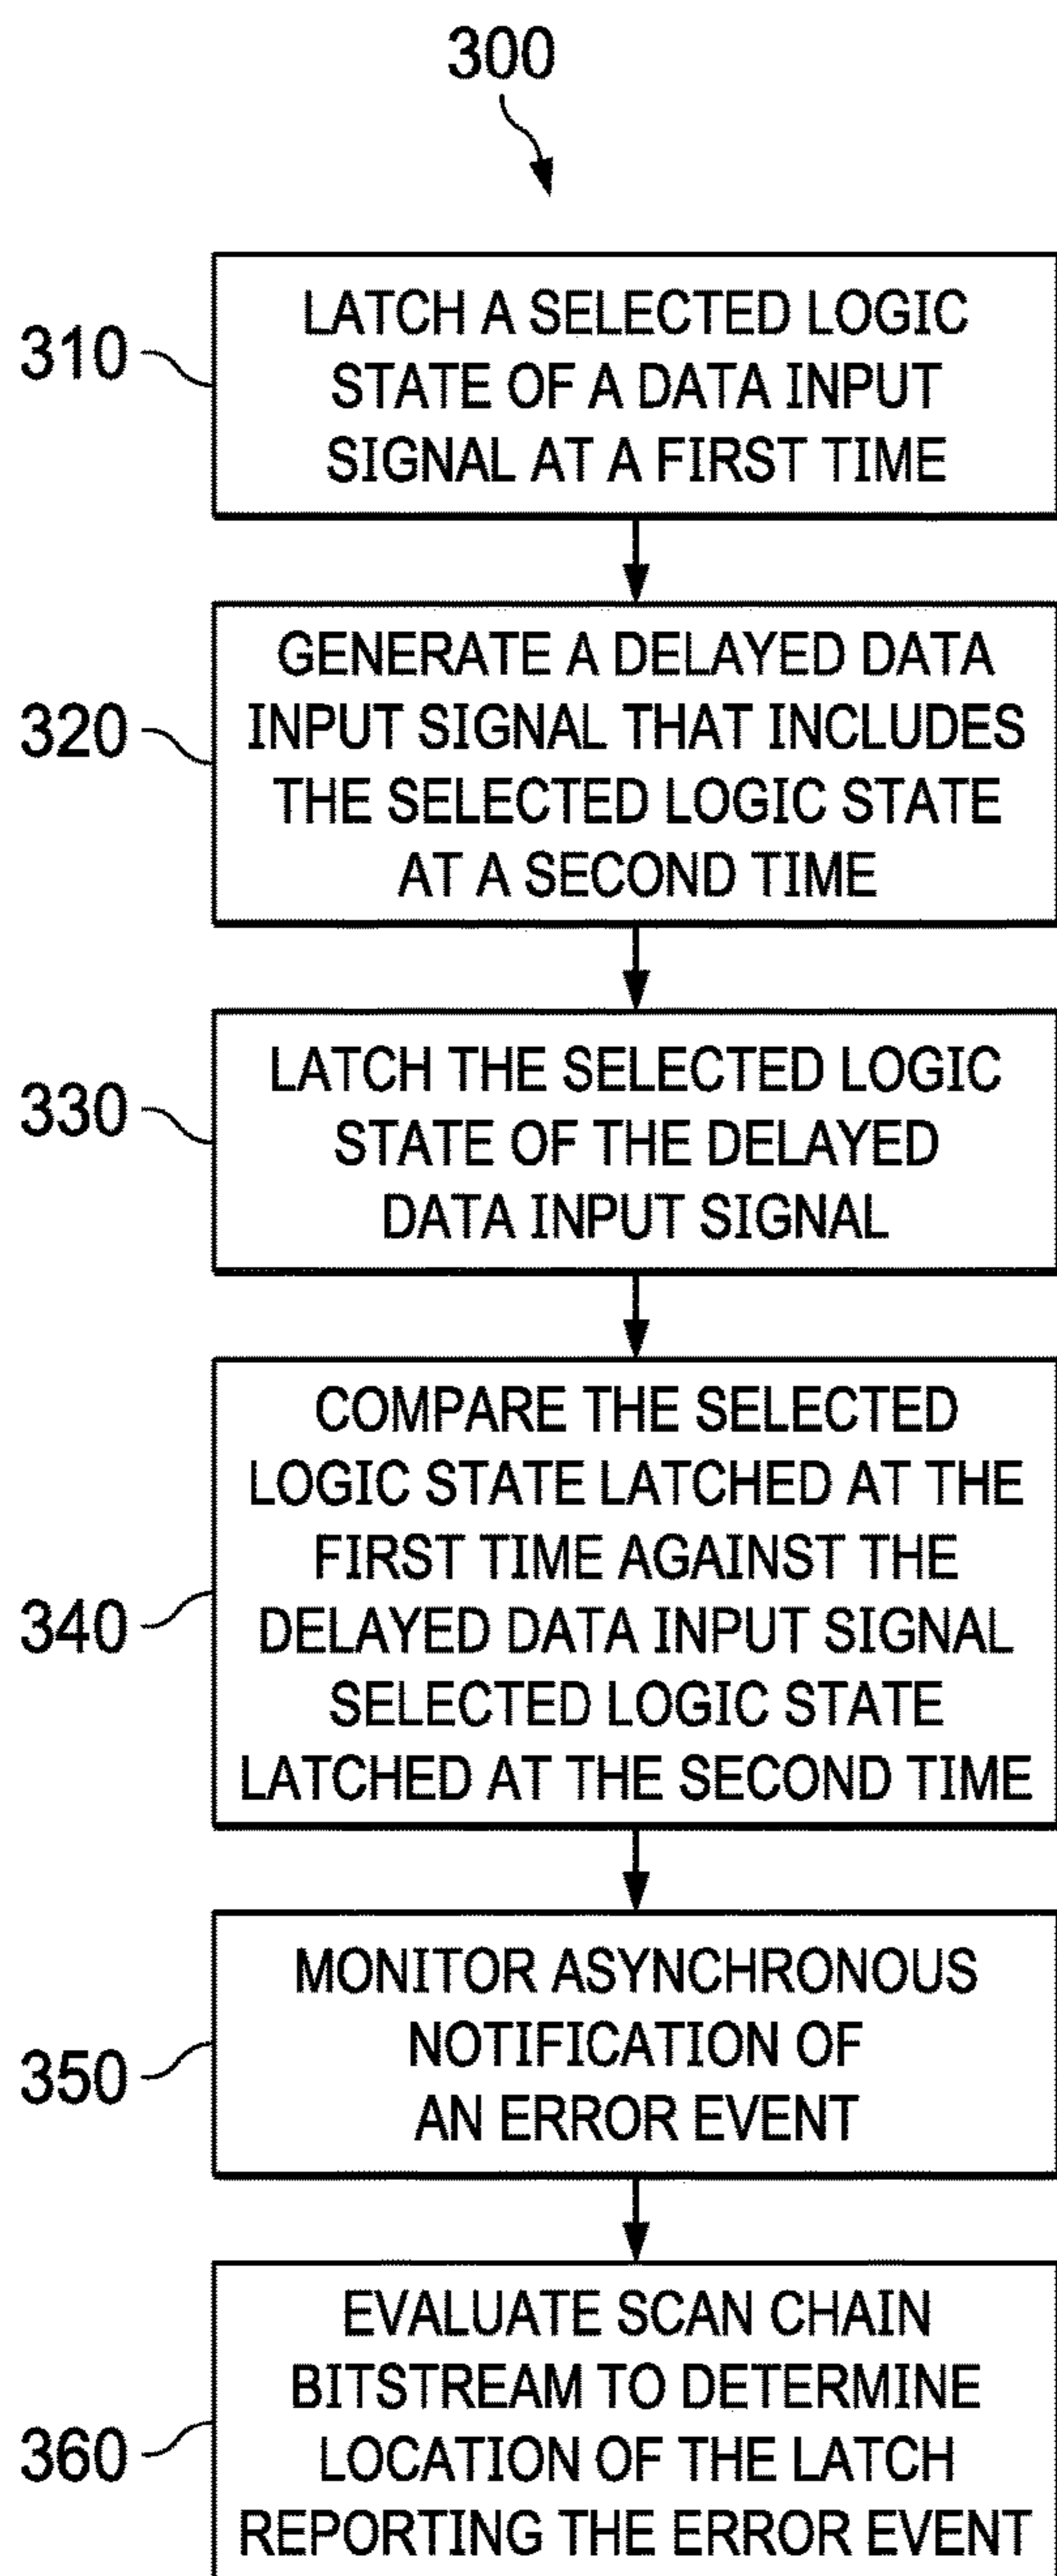 300
310
LATCH A SELECTED LOGIC
STATE OF A DATA INPUT
SIGNAL AT A FIRST TIME
320
GENERATE A DELAYED DATA
INPUT SIGNAL THAT INCLUDES
THE SELECTED LOGIC STATE
AT A SECOND TIME
330
LATCH THE SELECTED LOGIC
STATE OF THE DELAYED
DATA INPUT SIGNAL
340
COMPARE THE SELECTED
LOGIC STATE LATCHED AT THE
FIRST TIME AGAINST THE
DELAYED DATA INPUT SIGNAL
SELECTED LOGIC STATE
LATCHED AT THE SECOND TIME
350
MONITOR ASYNCHRONOUS
NOTIFICATION OF
AN ERROR EVENT
360
EVALUATE SCAN CHAIN
BITSTREAM TO DETERMINE
LOCATION OF THE LATCH
REPORTING THE ERROR EVENT